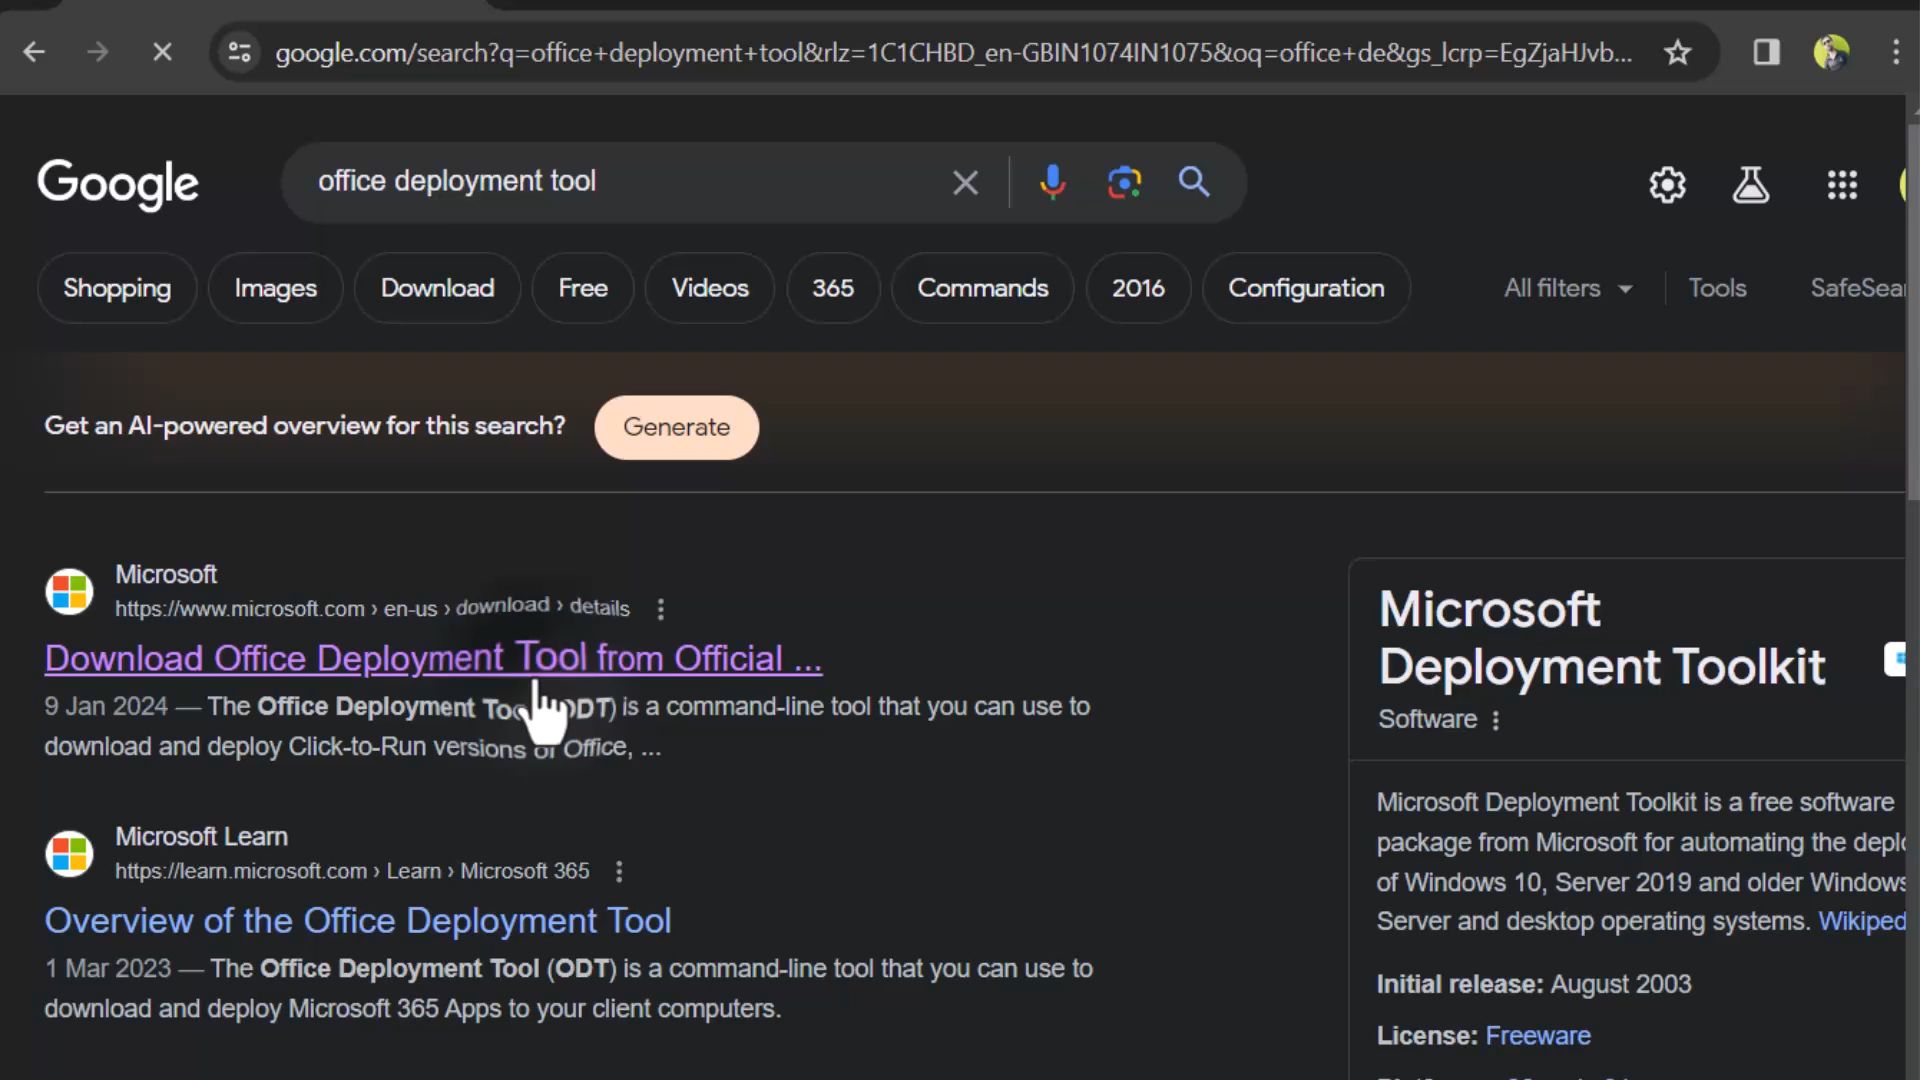 google.com/search?q=office+deployment+tool&rlz=1C1CHBD_en-GBIN1074IN1075&oq=office+de&gs_lcrp=EgZjaHJvb...
Google
office deployment tool
Shopping
Images
Download
Free
Videos
365
Commands
2016
Configuration
All filters
Tools
SafeSear
Get an AI-powered overview for this search?
Generate
Microsoft
https://www.microsoft.com › en-us › download › details
Download Office Deployment Tool from Official ...
9 Jan 2024 — The Office Deployment Too ODT) is a command-line tool that you can use to
download and deploy Click-to-Run versions of Office, ...
Microsoft Learn
https://learn.microsoft.com › Learn › Microsoft 365
Overview of the Office Deployment Tool
1 Mar 2023 — The Office Deployment Tool (ODT) is a command-line tool that you can use to
download and deploy Microsoft 365 Apps to your client computers.
Microsoft
Deployment Toolkit
Software
Microsoft Deployment Toolkit is a free software
package from Microsoft for automating the deplo
of Windows 10, Server 2019 and older Windows
Server and desktop operating systems. Wikiped
Initial release: August 2003
License: Freeware